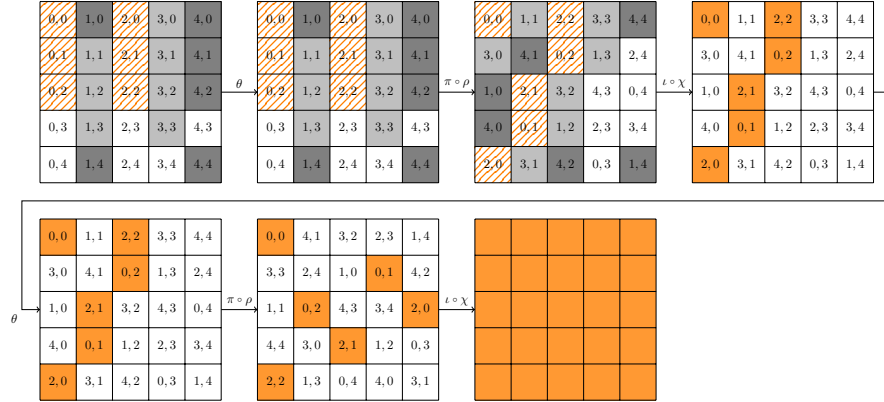 0, 0 1, 0 2, 0 3, 0 4, 0 0, 0 1, 0 2, 0 3, 0 4, 0 0, 0 1, 1 2, 2 3, 3 4, 4 0, 0 1, 1 2, 2 3, 3 4, 4
0, 1 1, 1 2, 1 3, 1 4, 1 0, 1 1, 1 2, 1 3, 1 4, 1 3, 0 4, 1 0, 2 1, 3 2, 4 3, 0 4, 1 0, 2 1, 3 2, 4
θ π ∘ ρ ι ∘ χ
0, 2 1, 2 2, 2 3, 2 4, 2 0, 2 1, 2 2, 2 3, 2 4, 2 1, 0 2, 1 3, 2 4, 3 0, 4 1, 0 2, 1 3, 2 4, 3 0, 4
0, 3 1, 3 2, 3 3, 3 4, 3 0, 3 1, 3 2, 3 3, 3 4, 3 4, 0 0, 1 1, 2 2, 3 3, 4 4, 0 0, 1 1, 2 2, 3 3, 4
0, 4 1, 4 2, 4 3, 4 4, 4 0, 4 1, 4 2, 4 3, 4 4, 4 2, 0 3, 1 4, 2 0, 3 1, 4 2, 0 3, 1 4, 2 0, 3 1, 4
0, 0 1, 1 2, 2 3, 3 4, 4 0, 0 4, 1 3, 2 2, 3 1, 4
3, 0 4, 1 0, 2 1, 3 2, 4 3, 3 2, 4 1, 0 0, 1 4, 2
π ∘ ρ ι ∘ χ
1, 0 2, 1 3, 2 4, 3 0, 4 1, 1 0, 2 4, 3 3, 4 2, 0
θ
4, 0 0, 1 1, 2 2, 3 3, 4 4, 4 3, 0 2, 1 1, 2 0, 3
2, 0 3, 1 4, 2 0, 3 1, 4 2, 2 1, 3 0, 4 4, 0 3, 1